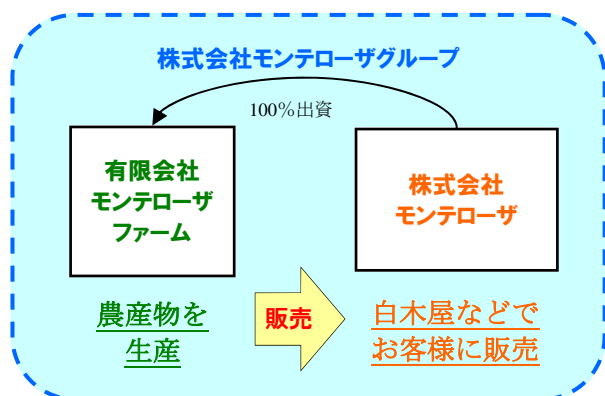 株式会社モンテローザグループ
100%出資
有限会社
モンテローザ
ファーム
株式会社
モンテローザ
農産物を
生産
販売
白木屋などで
お客様に販売